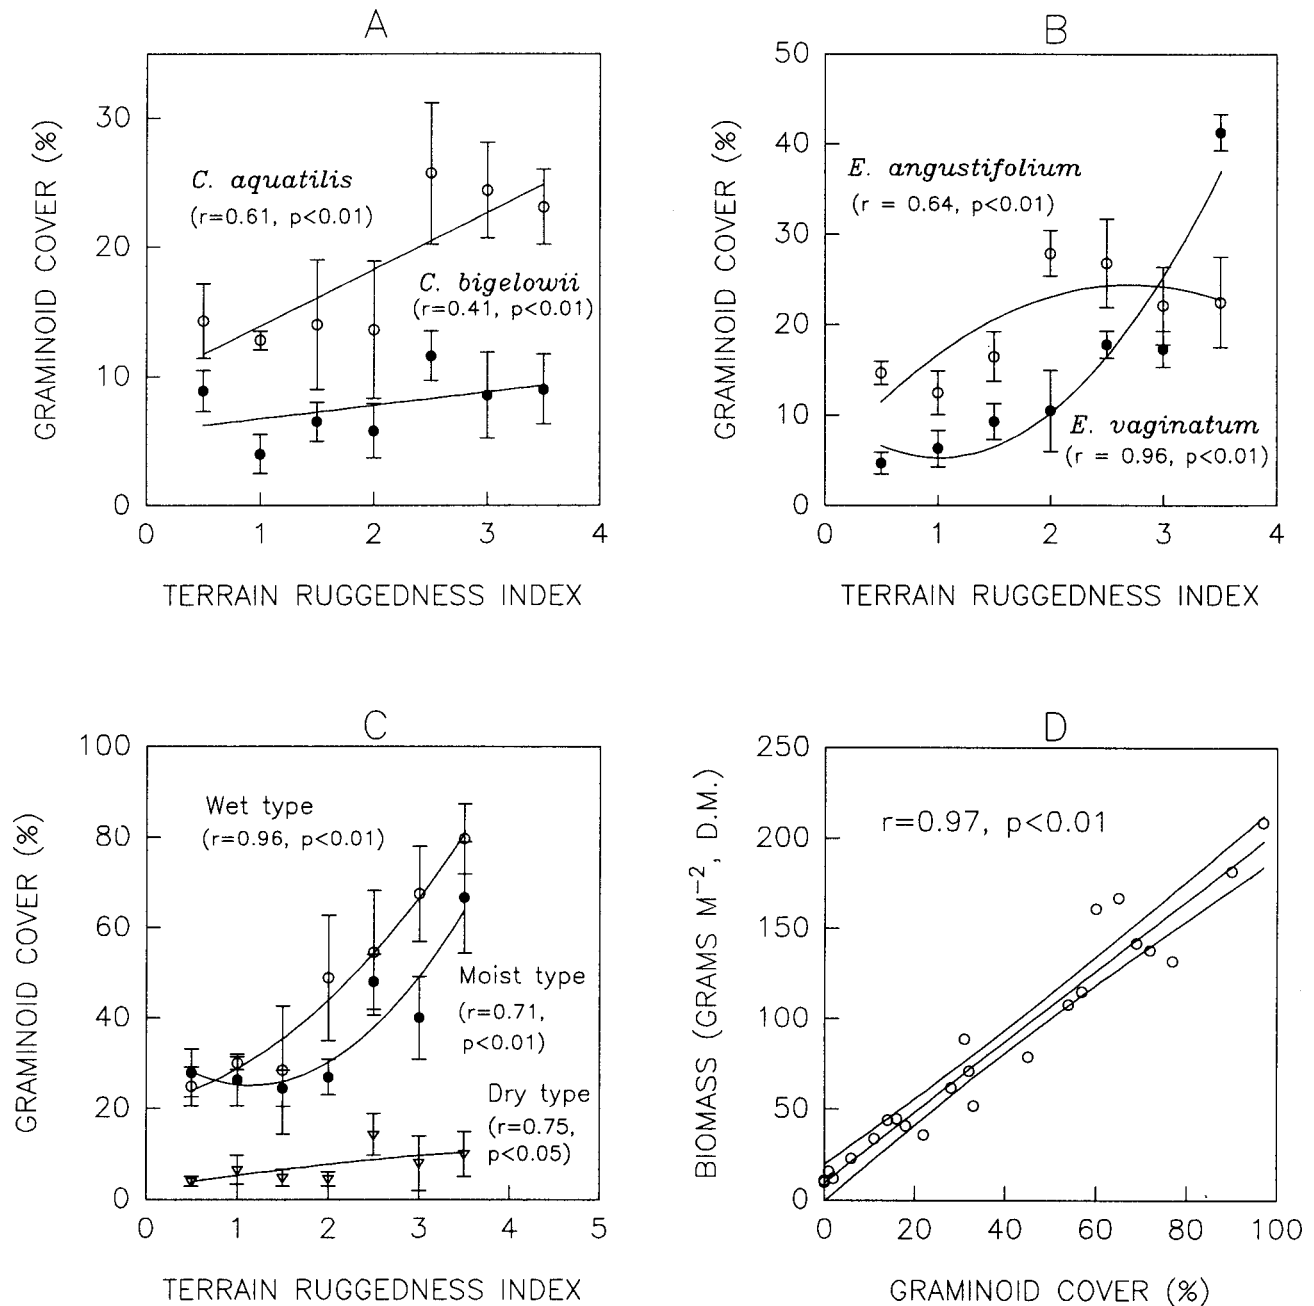 A
GRAMINOID COVER (%)
30
20
10
0
C. aquatilis
(r=0.61, p<0.01)
C. bigelowii
(r=0.41, p<0.01)
0 1 2 3 4
TERRAIN RUGGEDNESS INDEX
B
GRAMINOID COVER (%)
50
40
30
20
10
0
E. angustifolium
(r = 0.64, p<0.01)
E. vaginatum
(r = 0.96, p<0.01)
0 1 2 3 4
TERRAIN RUGGEDNESS INDEX
C
GRAMINOID COVER (%)
100
80
60
40
20
0
Wet type
(r=0.96, p<0.01)
Moist type
(r=0.71,
p<0.01)
Dry type
(r=0.75,
p<0.05)
0 1 2 3 4 5
TERRAIN RUGGEDNESS INDEX
D
BIOMASS (GRAMS M⁻², D.M.)
250
200
150
100
50
0
r=0.97, p<0.01
0 20 40 60 80 100
GRAMINOID COVER (%)